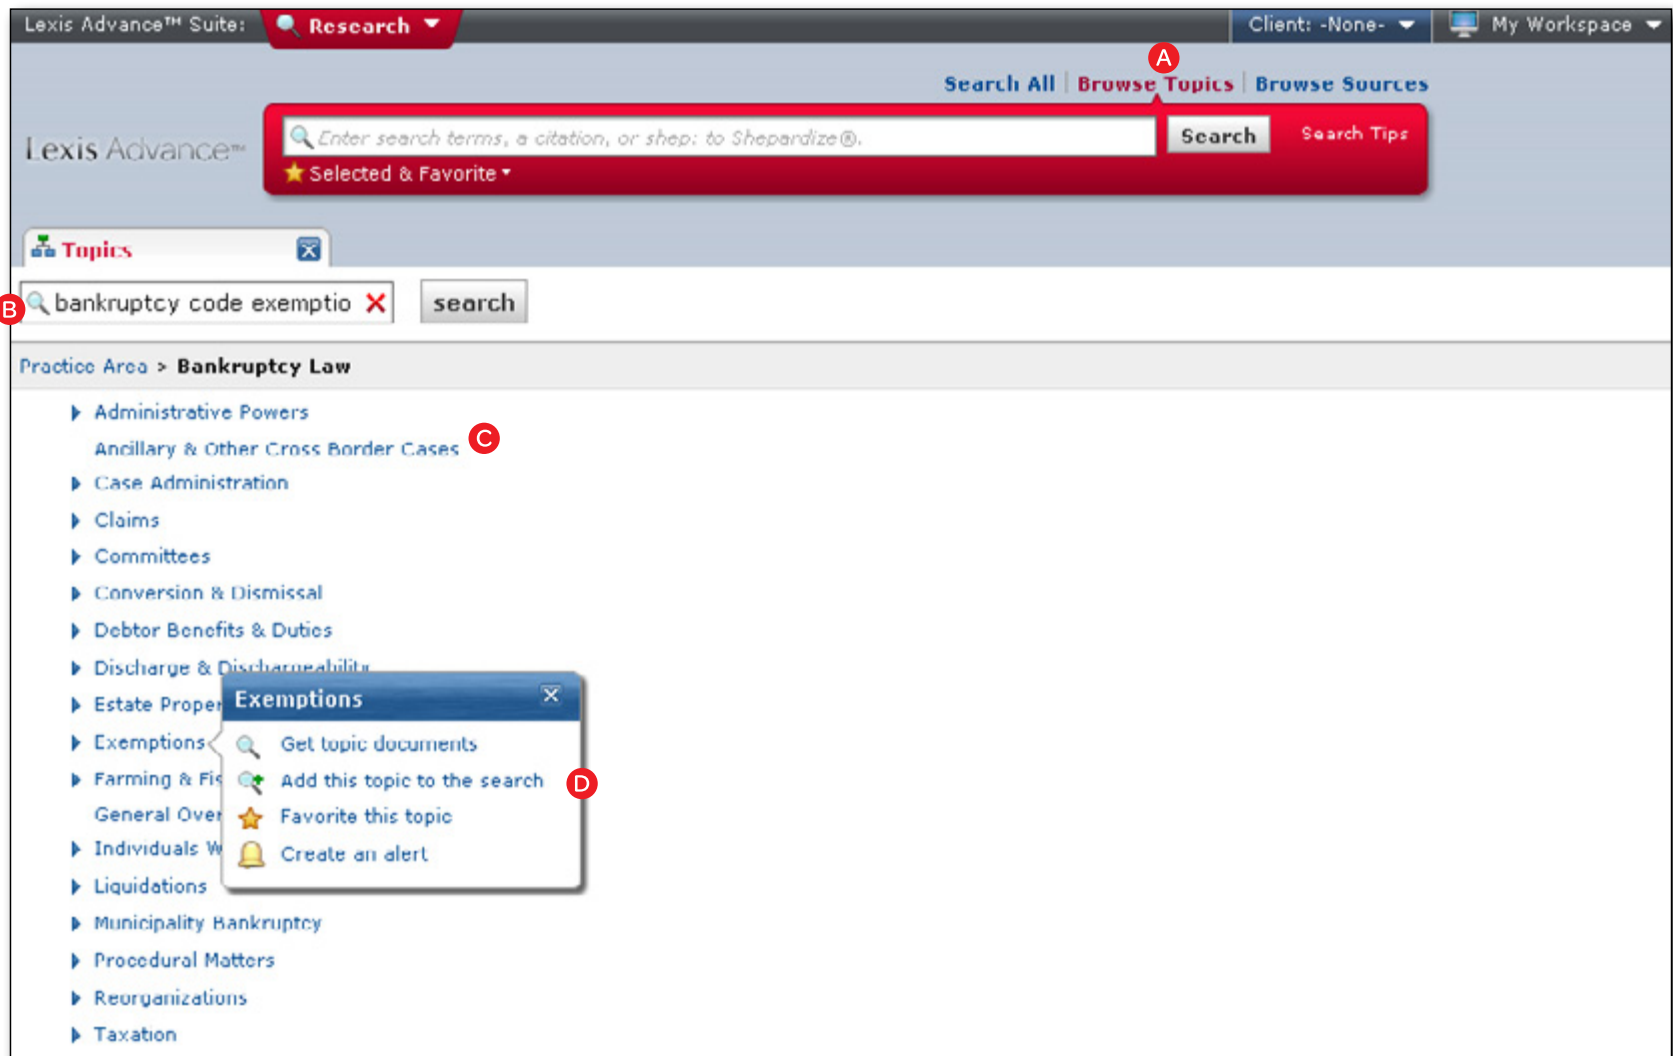 Lexis Advance™ Suite: Research Client: -None- My Workspace
A
Search All | Browse Topics | Browse Sources
Lexis Advance™ Enter search terms, a citation, or shep: to Shepardize®. Search Search Tips
Selected & Favorite
Topics
B bankruptcy code exemptio search
Practice Area > Bankruptcy Law
Administrative Powers
Ancillary & Other Cross Border Cases C
Case Administration
Claims
Committees
Conversion & Dismissal
Debtor Benefits & Duties
Discharge & Dischargeability
Estate Proper
Exemptions
Farming & Fis
General Over
Individuals W
Liquidations
Municipality Bankruptcy
Procedural Matters
Reorganizations
Taxation
Exemptions
Get topic documents
Add this topic to the search D
Favorite this topic
Create an alert